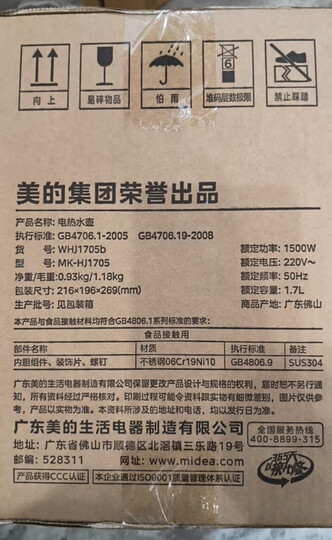 向上
易碎物品
怕雨
6
堆码层数极限
禁止踩踏
美的集团荣誉出品
产品名称:电热水壶
执行标准:GB4706.1-2005 GB4706.19-2008
货号:WHJ1705b 额定功率:1500W
型号:MK-HJ1705 额定电压:220V~
净重/毛重:0.93kg/1.18kg 额定频率:50Hz
包装尺寸:216×196×269(mm) 容量:1.7L
生产批号:见包装箱 商品产地:广东佛山
本产品与食品接触材料均符合GB4806.1系列标准的要求:
食品接触用
部件名称 材质 执行标准 备注
内胆组件、装饰片、螺钉 不锈钢06Cr19Ni10 GB4806.9 SUS304
广东美的生活电器制造有限公司保留更改产品设计与规格的权利,届时恕不另行通
知。所有资料经过严格核对。印刷过程可能令资料跟实物有细微差别,图片仅供参
考,一切以实物为准。本资料所涉及的地址和电话,均以发行日为准。
广东美的生活电器制造有限公司
地址:广东省佛山市顺德区北滘镇三乐路19号
邮编:528311 网址:www.midea.com
产品获得CCC认证 本企业通过ISO9001质量管理体系认证
全国服务热线:
400-8899-315
365天